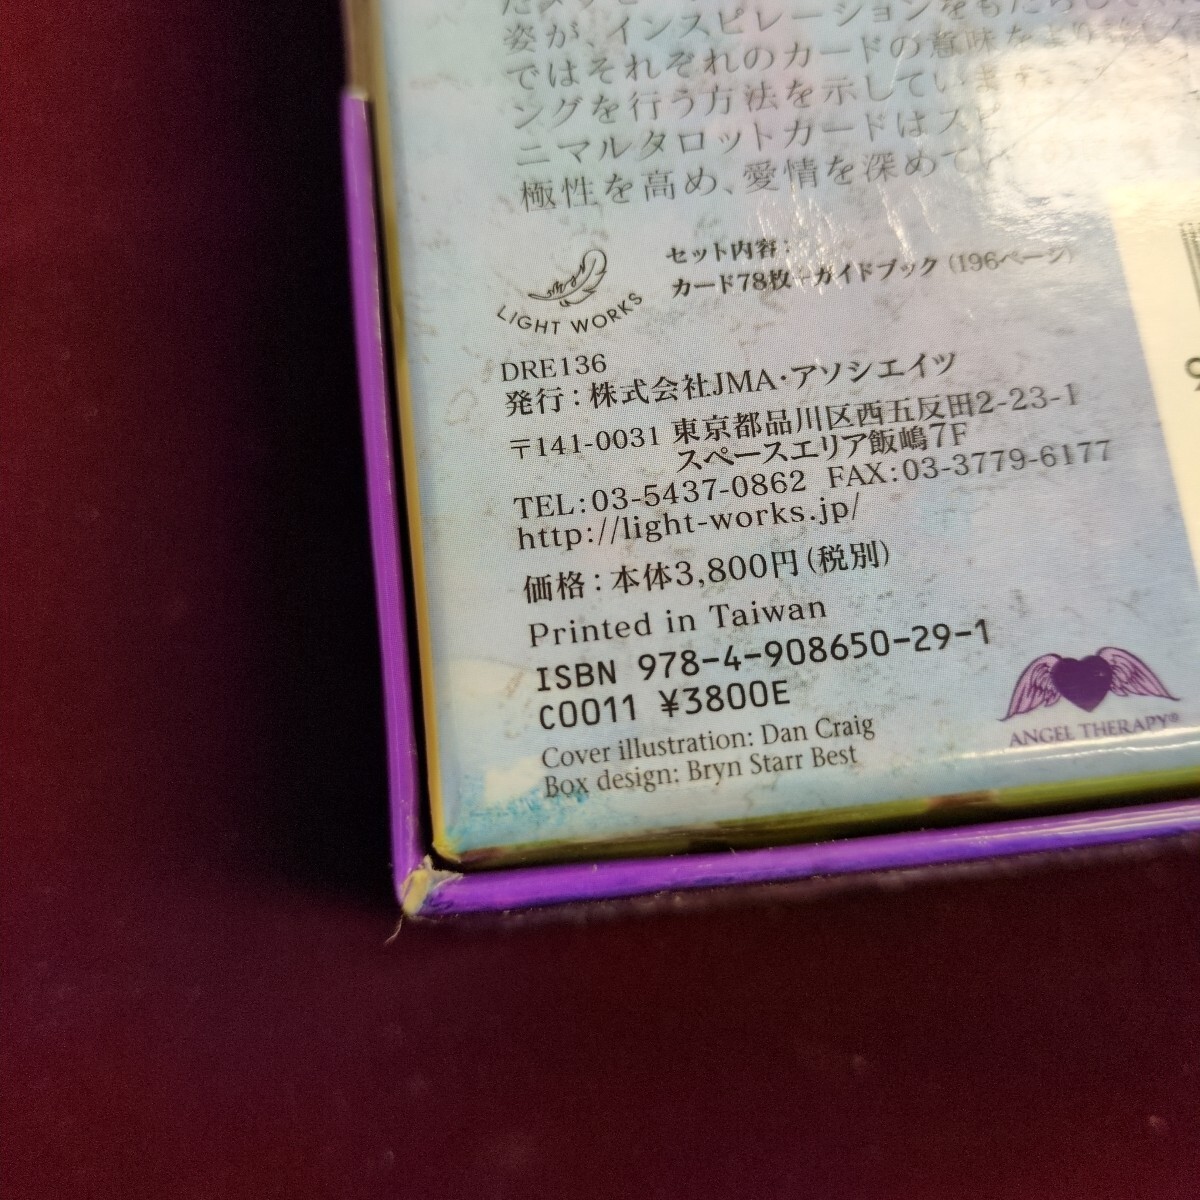 姿が、インスピレーションをもたらして
ではそれぞれのカードの意味を
ングを行う方法を示していま
ニマルタロットカードはスピ
極性を高め、愛情を深めて
LIGHT WORKS
セット内容:
カード78枚+ガイドブック(196ページ)
DRE136
発行:株式会社JMA・アソシエイツ
〒141-0031 東京都品川区西五反田2-23-1
スペースエリア飯嶋7F
TEL:03-5437-0862 FAX:03-3779-6177
http://light-works.jp/
価格:本体3,800円(税別)
Printed in Taiwan
ISBN 978-4-908650-29-1
C0011 ¥3800E
Cover illustration: Dan Craig
Box design: Bryn Starr Best
ANGEL THERAPY®
9